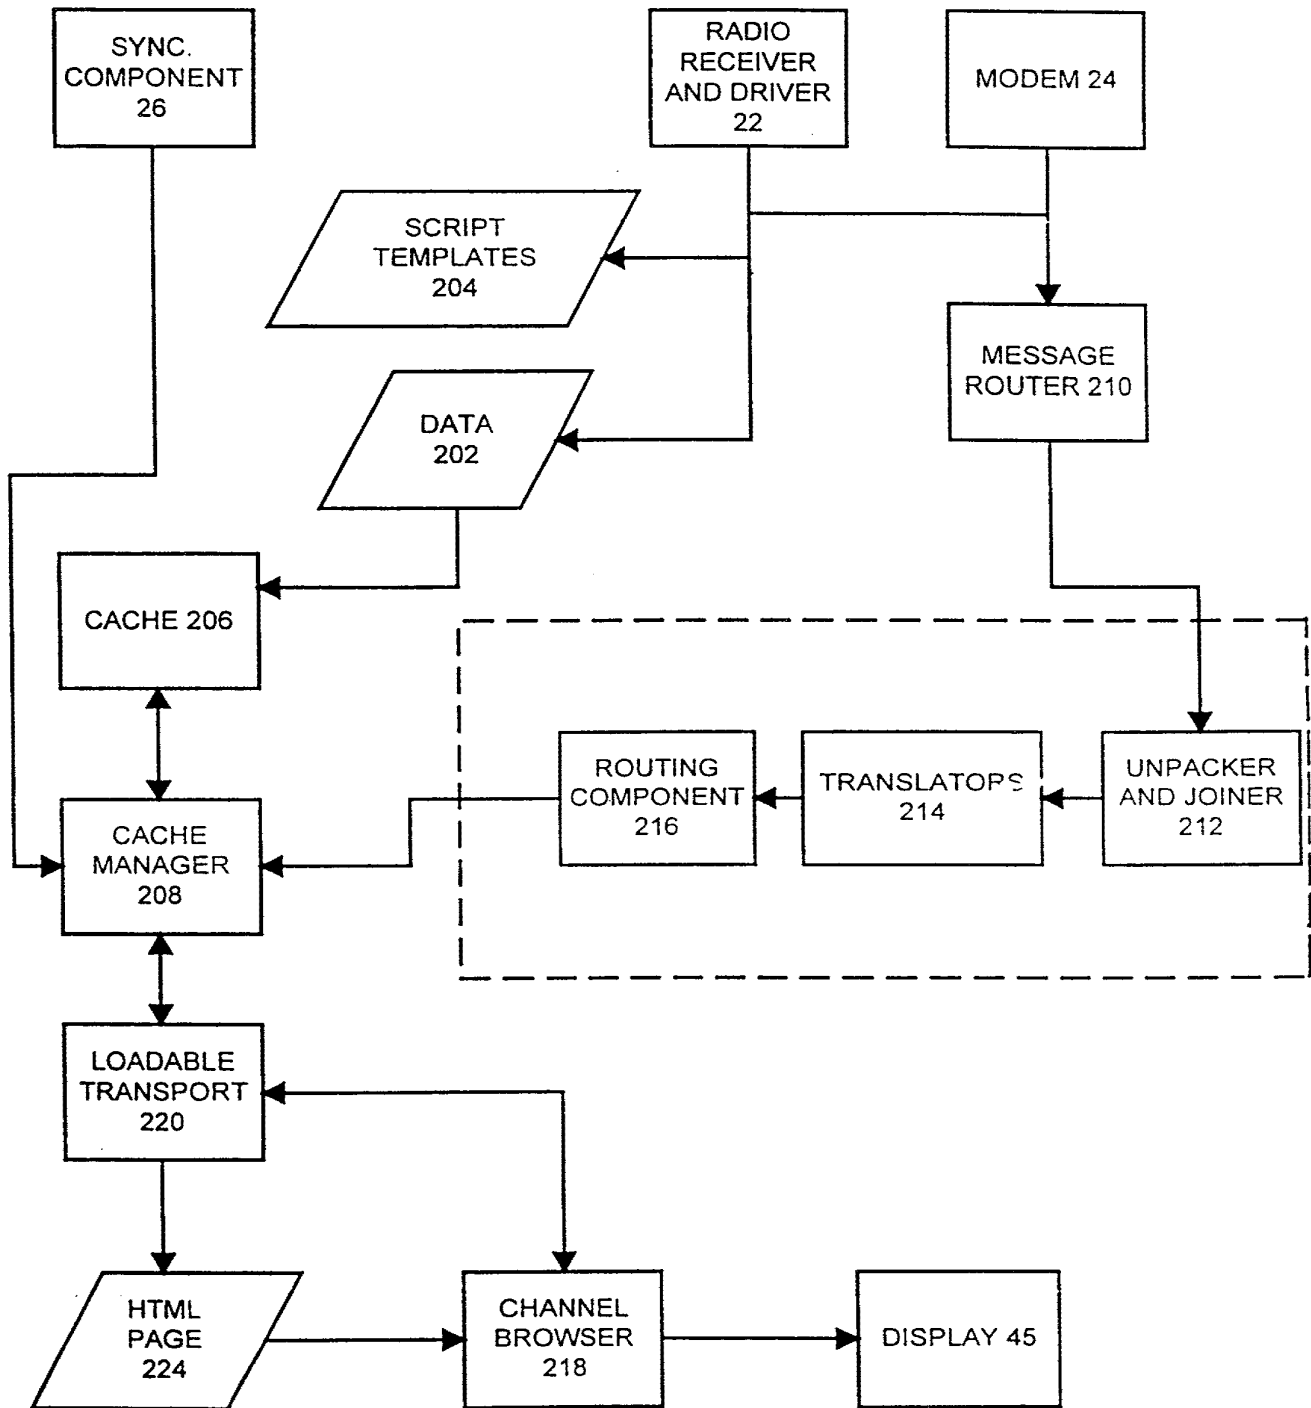 SYNC.
COMPONENT
26
RADIO
RECEIVER
AND DRIVER
22
MODEM 24
SCRIPT
TEMPLATES
204
MESSAGE
ROUTER 210
DATA
202
CACHE 206
ROUTING
COMPONENT
216
TRANSLATOPS
214
UNPACKER
AND JOINER
212
CACHE
MANAGER
208
LOADABLE
TRANSPORT
220
HTML
PAGE
224
CHANNEL
BROWSER
218
DISPLAY 45